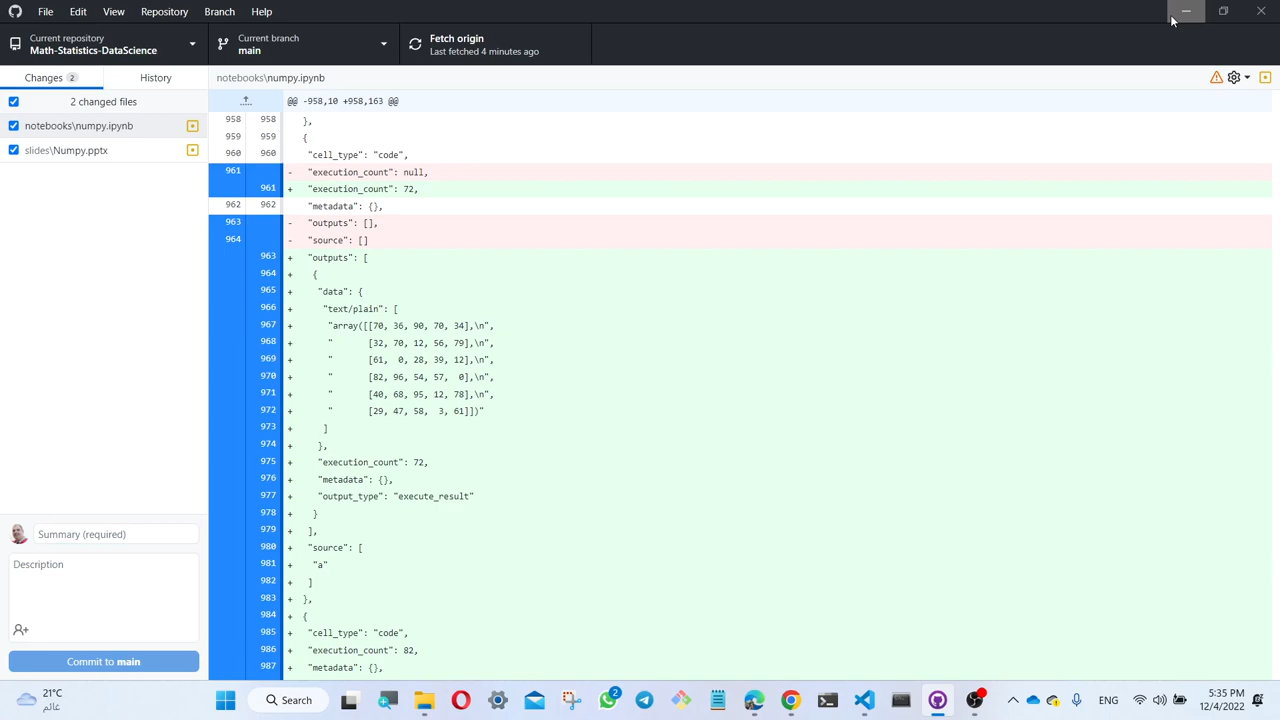 File Edit View Repository Branch Help
Current repository
Math-Statistics-DataScience
Current branch
main
Fetch origin
Last fetched 4 minutes ago
Changes 2
History
notebooks\numpy.ipynb
2 changed files
notebooks\numpy.ipynb
slides\Numpy.pptx
@@ -958,10 +958,163 @@
958 958 },
959 959 {
960 960 "cell_type": "code",
961 - "execution_count": null,
961 + "execution_count": 72,
962 962 "metadata": {},
963 - "outputs": [],
964 - "source": []
963 + "outputs": [
964 + {
965 + "data": {
966 + "text/plain": [
967 + "array([[70, 36, 90, 70, 34],\n",
968 + " [32, 70, 12, 56, 79],\n",
969 + " [61, 0, 28, 39, 12],\n",
970 + " [82, 96, 54, 57, 0],\n",
971 + " [40, 68, 95, 12, 78],\n",
972 + " [29, 47, 58, 3, 61]])"
973 + ]
974 + },
975 + "execution_count": 72,
976 + "metadata": {},
977 + "output_type": "execute_result"
978 + }
979 + ],
980 + "source": [
981 + "a"
982 + ]
983 + },
984 + {
985 + "cell_type": "code",
986 + "execution_count": 82,
987 + "metadata": {},
Summary (required)
Description
Commit to main
21°C
غائم
Search
2
ENG
5:35 PM
12/4/2022